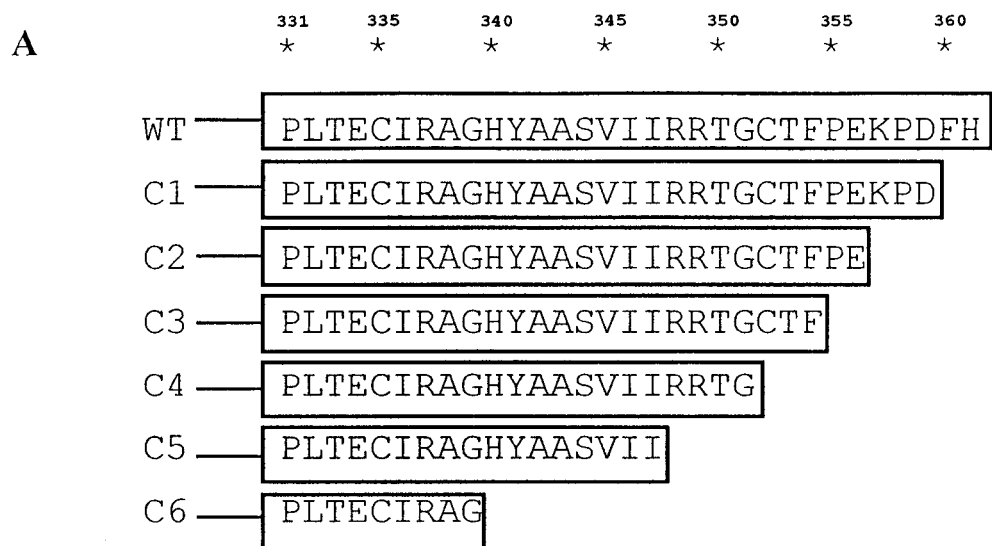 331 335 340 345 350 355 360
A * * * * * * *
WT PLTECIRAGHYAASVIIRRTGCTFPEKPDFH
C1 PLTECIRAGHYAASVIIRRTGCTFPEKPD
C2 PLTECIRAGHYAASVIIRRTGCTFPE
C3 PLTECIRAGHYAASVIIRRTGCTF
C4 PLTECIRAGHYAASVIIRRTG
C5 PLTECIRAGHYAASVII
C6 PLTECIRAG